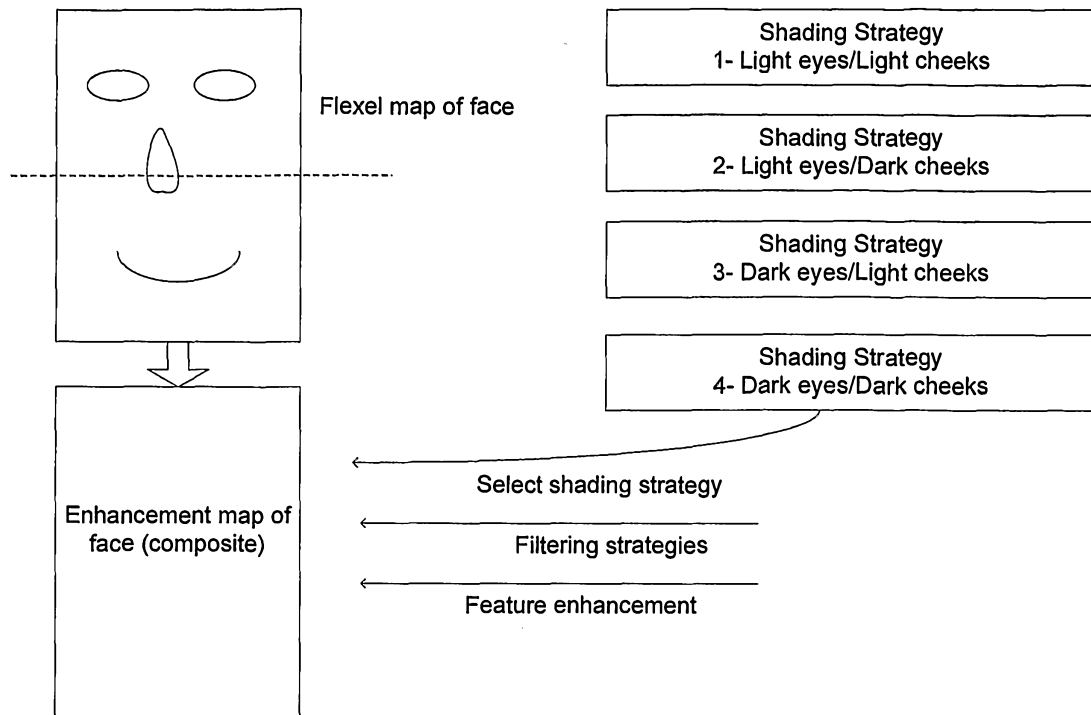 Shading Strategy
1- Light eyes/Light cheeks
Flexel map of face
Shading Strategy
2- Light eyes/Dark cheeks
Shading Strategy
3- Dark eyes/Light cheeks
Shading Strategy
4- Dark eyes/Dark cheeks
Select shading strategy
Enhancement map of
face (composite)
Filtering strategies
Feature enhancement